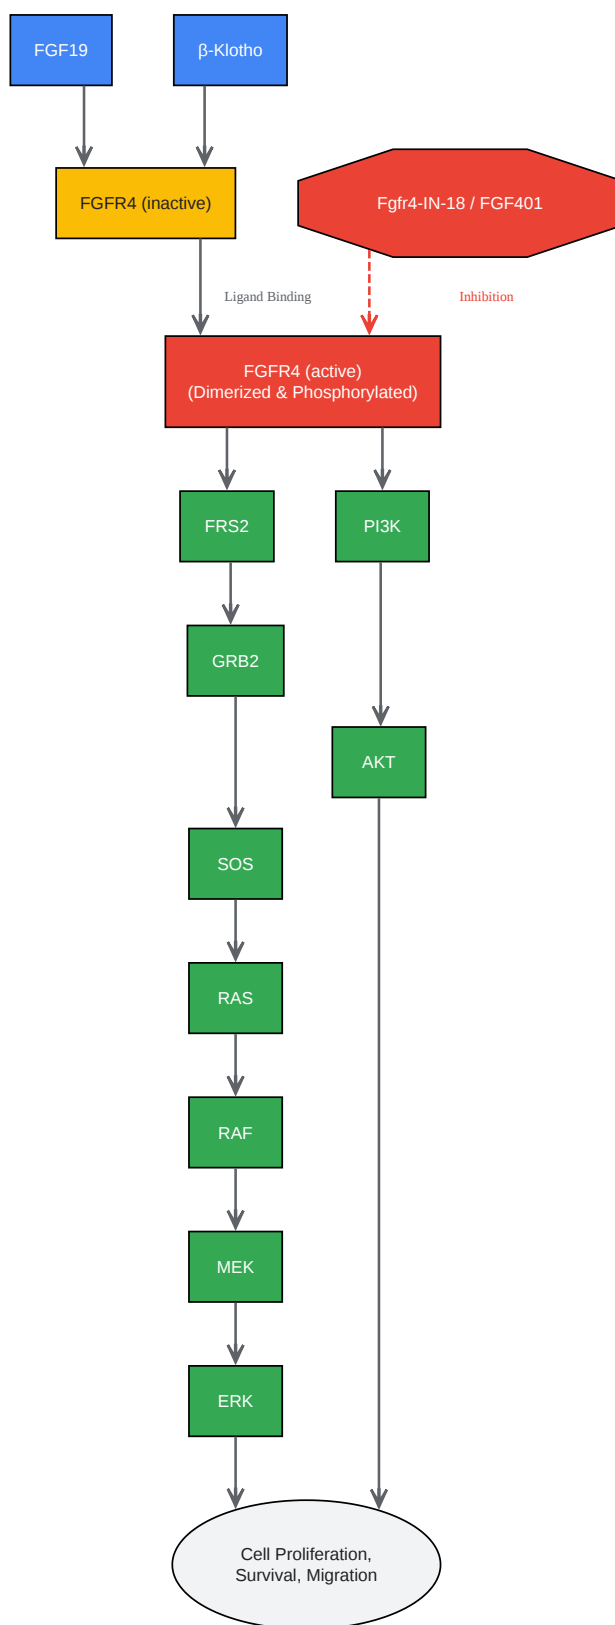 FGF19
β-Klotho
FGFR4 (inactive)
Fgfr4-IN-18 / FGF401
Ligand Binding
Inhibition
FGFR4 (active)
(Dimerized & Phosphorylated)
FRS2
PI3K
GRB2
AKT
SOS
RAS
RAF
MEK
ERK
Cell Proliferation,
Survival, Migration